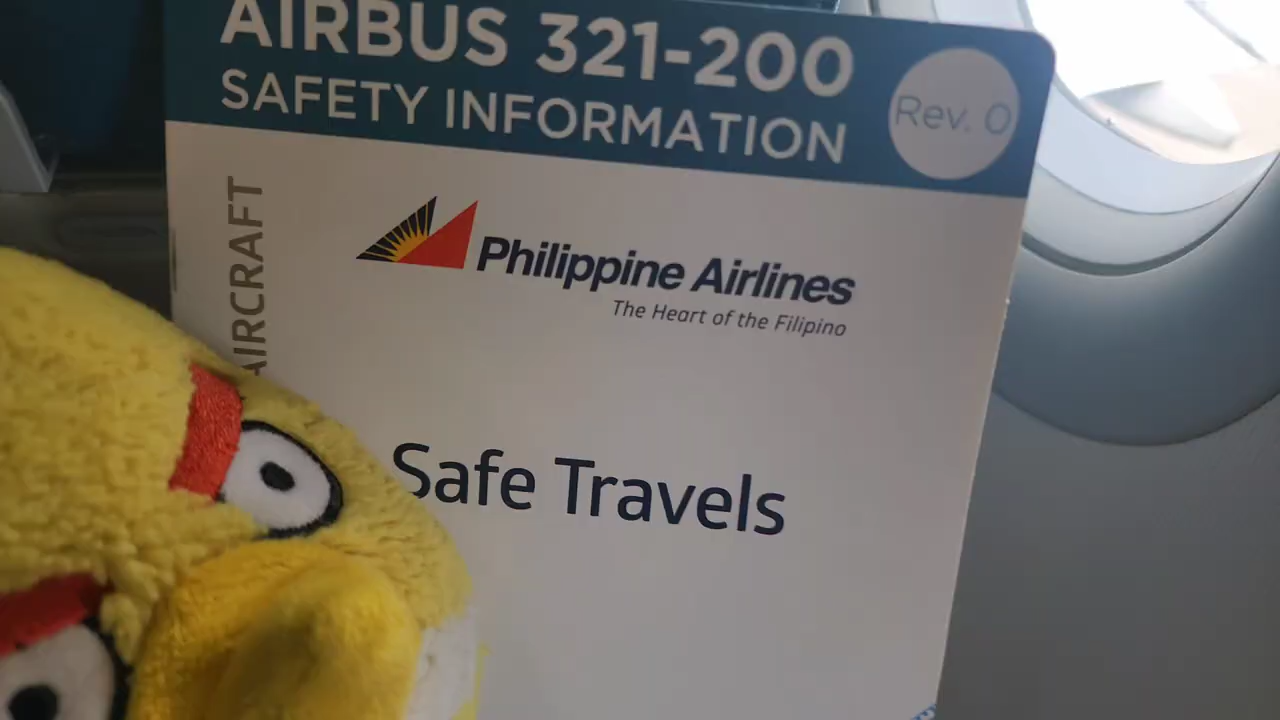 AIRBUS 321-200
SAFETY INFORMATION
Rev. 0
AIRCRAFT
Philippine Airlines
The Heart of the Filipino
Safe Travels